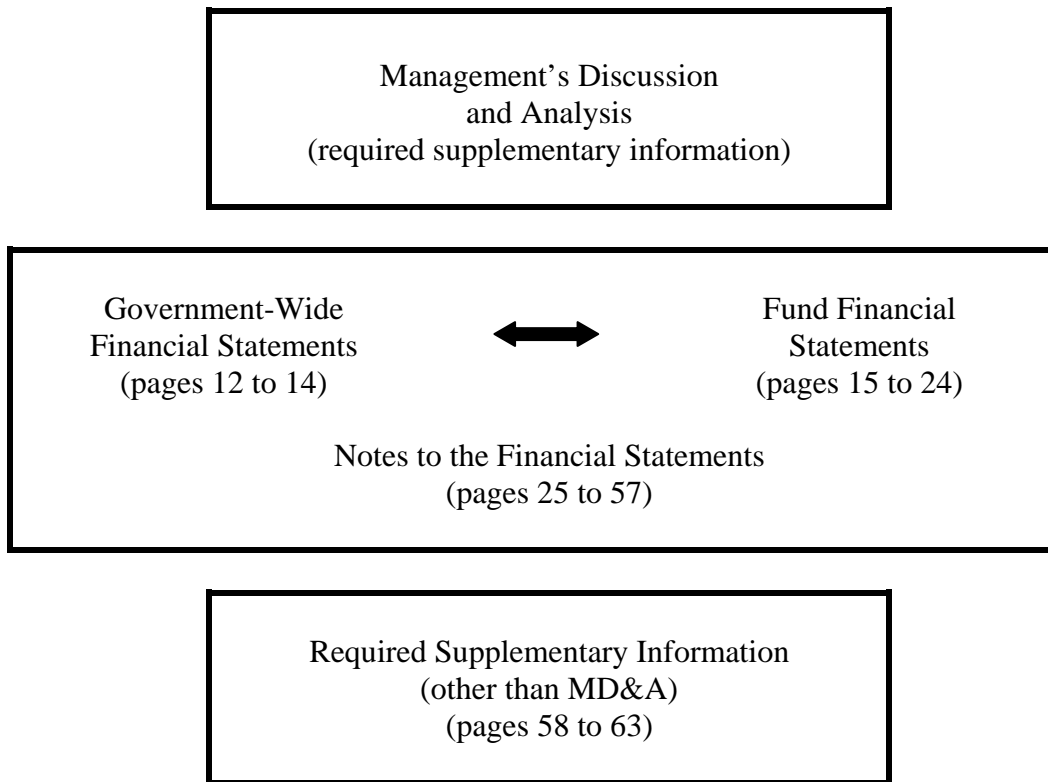 Management’s Discussion
and Analysis
(required supplementary information)
Government-Wide
Financial Statements
(pages 12 to 14)
Fund Financial
Statements
(pages 15 to 24)
Notes to the Financial Statements
(pages 25 to 57)
Required Supplementary Information
(other than MD&A)
(pages 58 to 63)